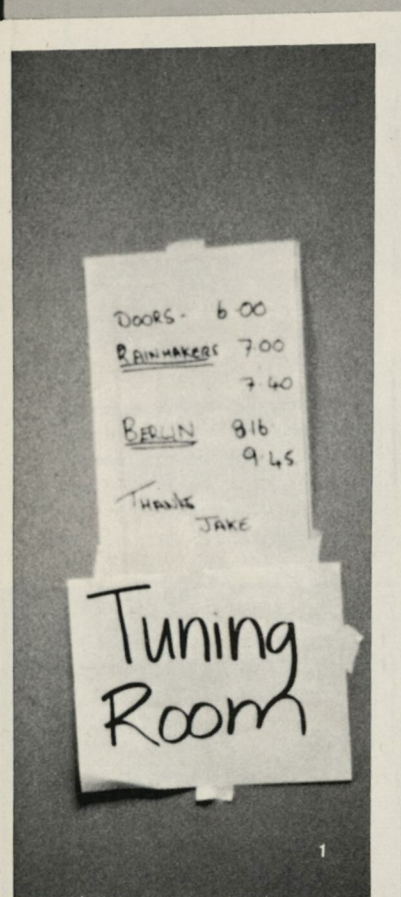 DOORS - 6.00
RAINMAKERS 7.00
7.40
BERLIN 8 16
9.45
THANKS
JAKE
Tuning
Room
1